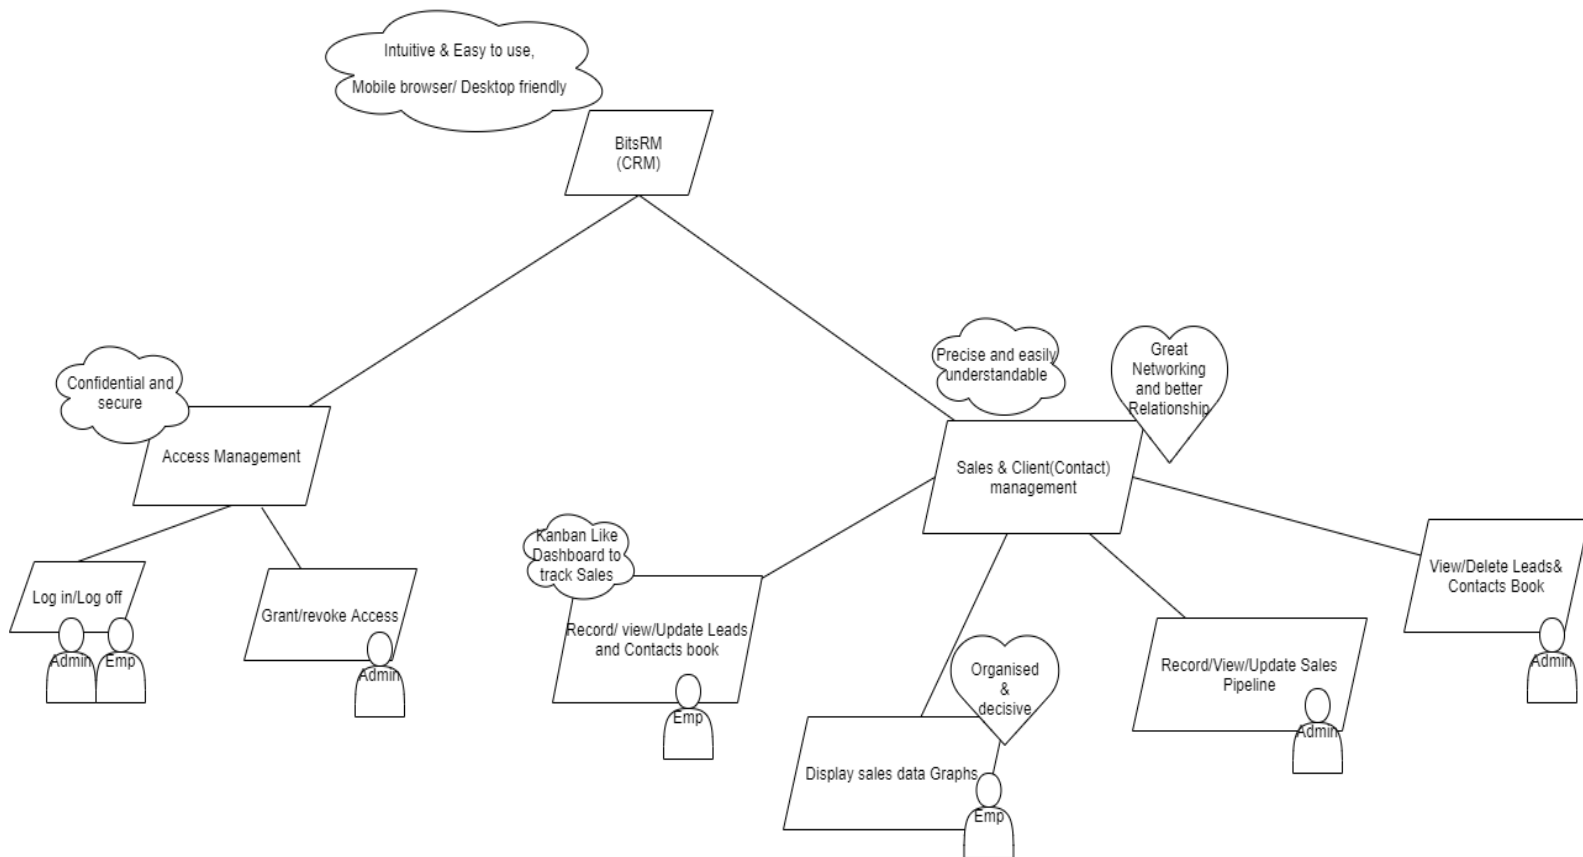 Intuitive & Easy to use,
Mobile browser/ Desktop friendly
BitsRM
(CRM)
Confidential and
secure
Access Management
Precise and easily
understandable
Great
Networking
and better
Relationship
Sales & Client(Contact)
management
Log in/Log off
Admin
Emp
Grant/revoke Access
Admin
Kanban Like
Dashboard to
track Sales
Record/ view/Update Leads
and Contacts book
Emp
Organised
&
decisive
Display sales data Graphs
Emp
Record/View/Update Sales
Pipeline
Admin
View/Delete Leads&
Contacts Book
Admin